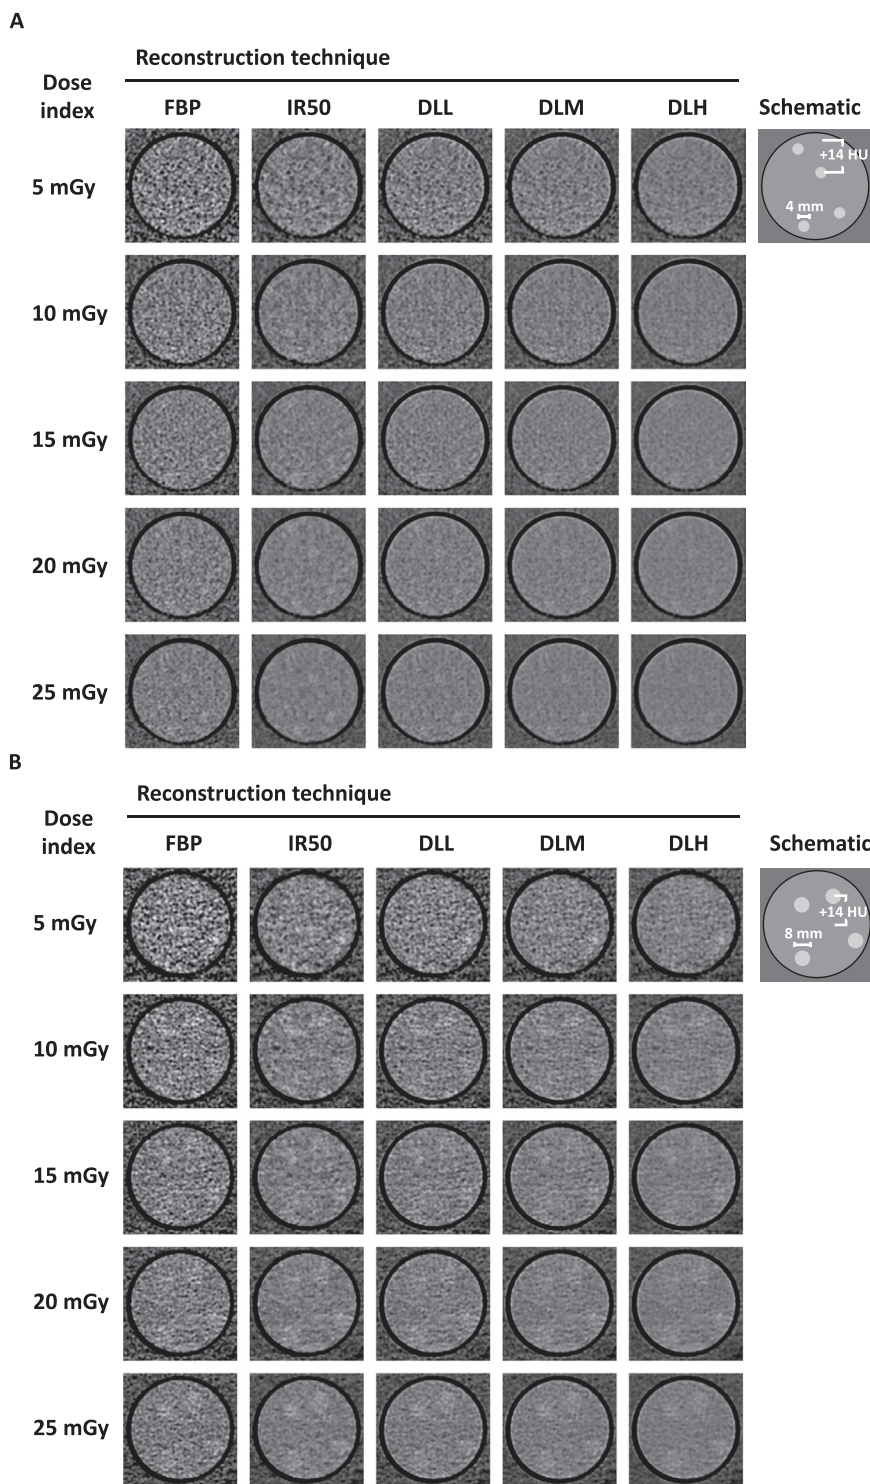 A
Reconstruction technique
Dose
index
FBP IR50 DLL DLM DLH Schematic
5 mGy
+14 HU
4 mm
10 mGy
15 mGy
20 mGy
25 mGy
B
Reconstruction technique
Dose
index
FBP IR50 DLL DLM DLH Schematic
5 mGy
+14 HU
8 mm
10 mGy
15 mGy
20 mGy
25 mGy